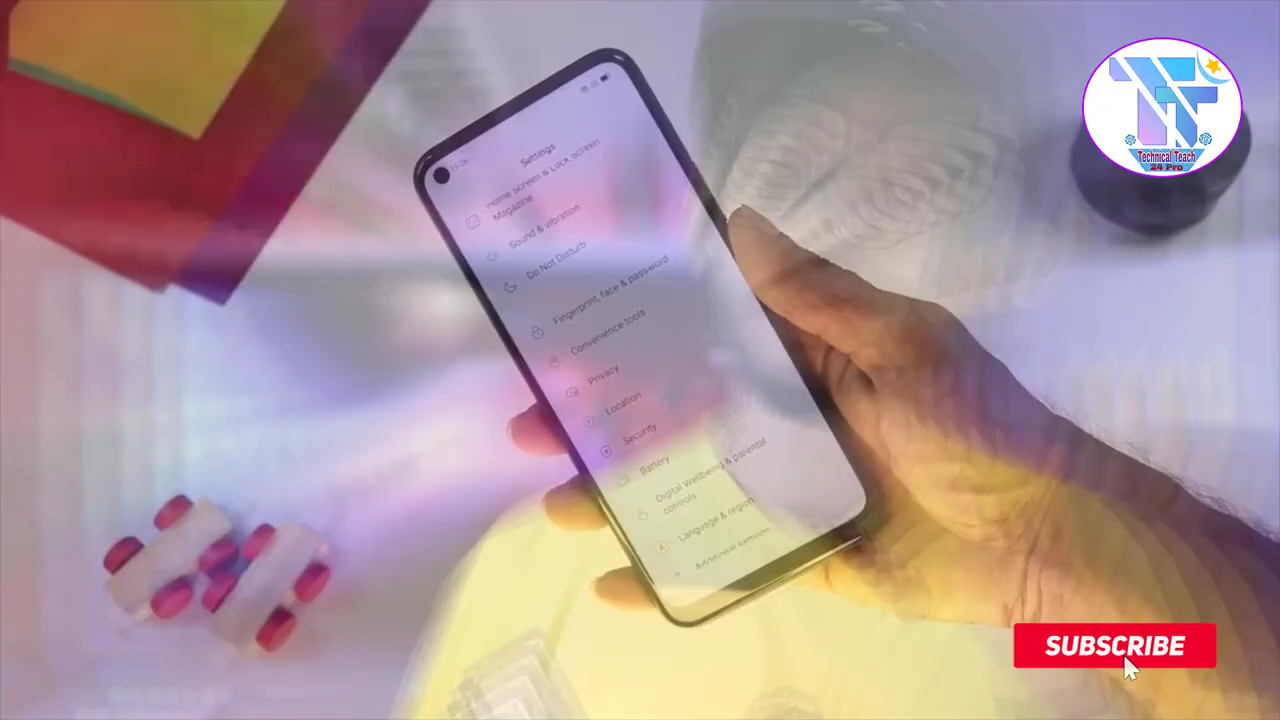 Settings
Home Screen & Lock Screen
Magazine
Sound & vibration
Do Not Disturb
Fingerprint, face & password
Convenience tools
Privacy
Location
Security
Battery
Digital Wellbeing & parental
controls
Language & region
Additional settings
TT
Technical Teach
24 Pro
SUBSCRIBE